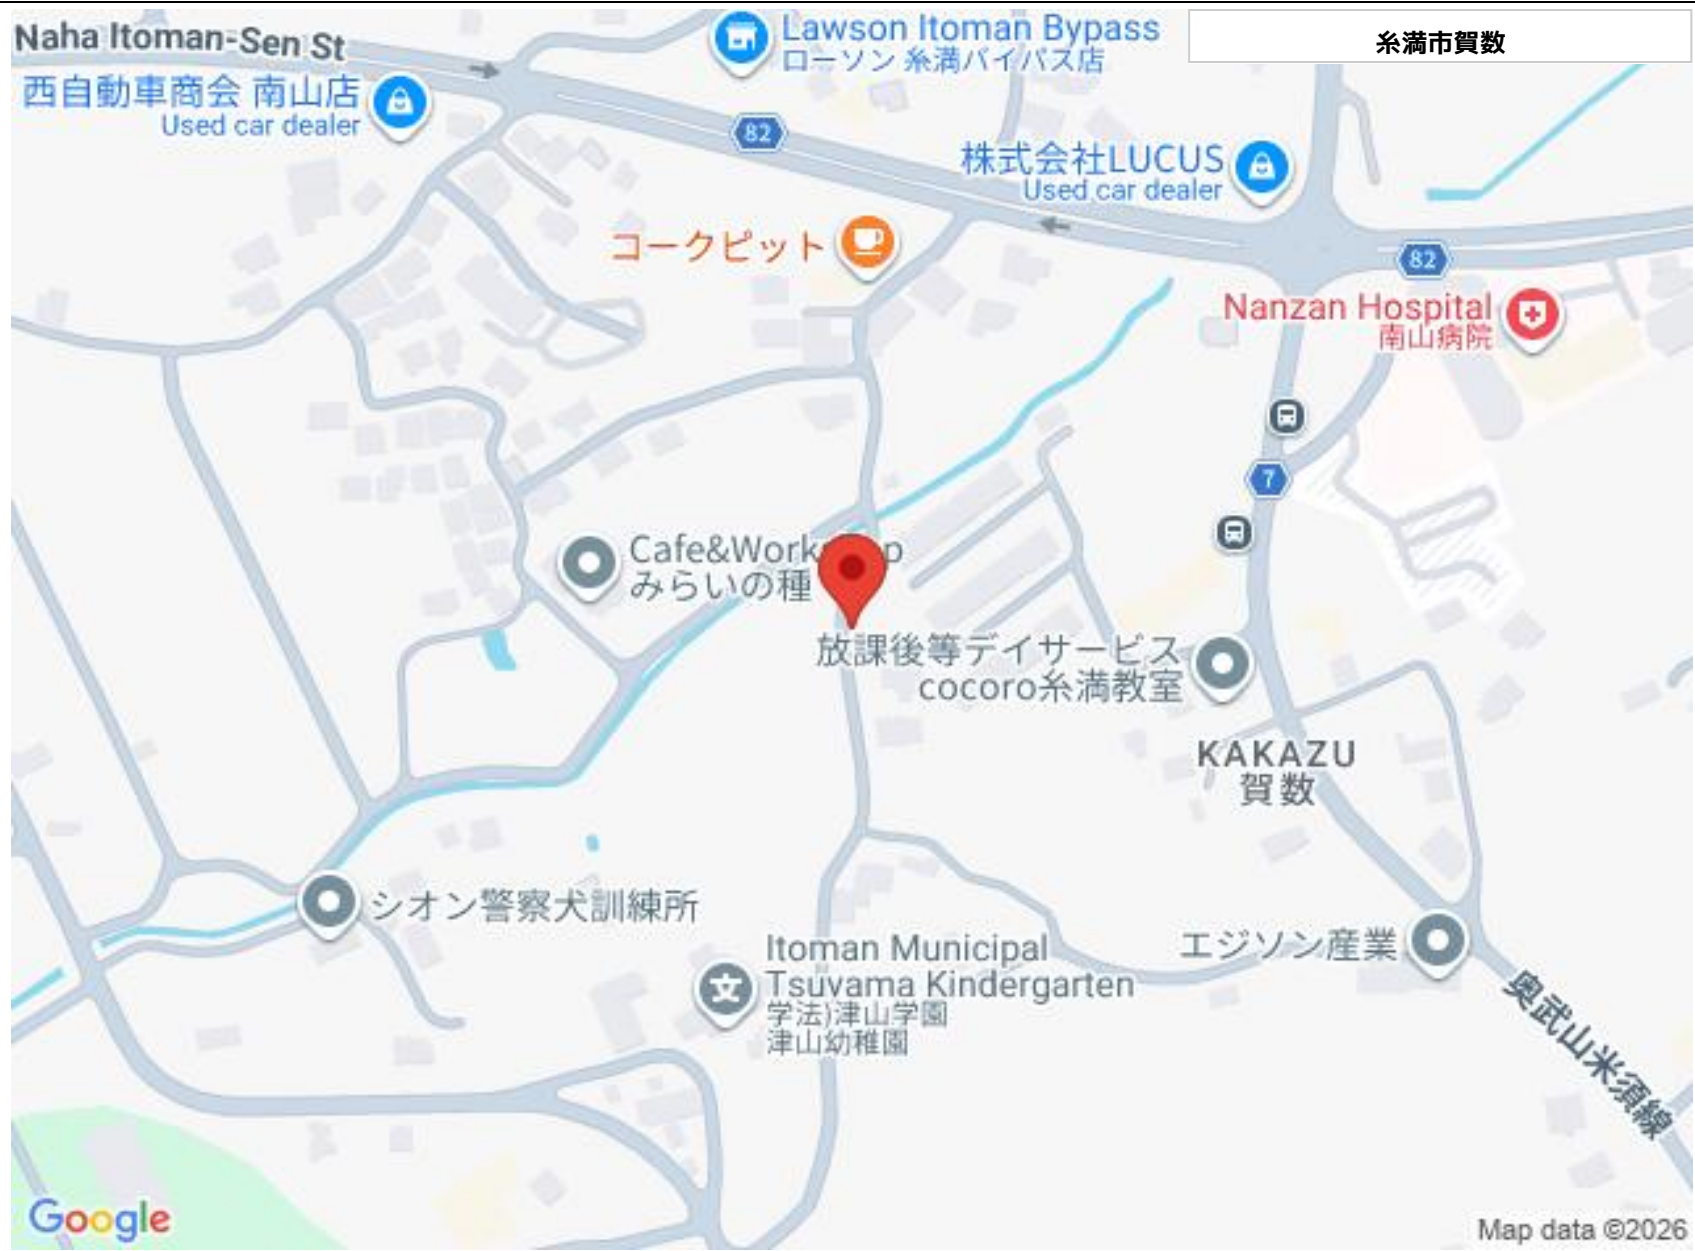 Naha Itoman-Sen St
Lawson Itoman Bypass
ローソン 糸満バイパス店
糸満市賀数
西自動車商会 南山店
Used car dealer
82
株式会社LUCUS
Used car dealer
コークピット
82
Nanzan Hospital
南山病院
7
Cafe&Work
p
みらいの種
放課後等デイサービス
cocoro糸満教室
KAKAZU
賀数
シオン警察犬訓練所
Itoman Municipal
Tsuyama Kindergarten
学法)津山学園
津山幼稚園
文
エジソン産業
奥武山米須線
Google
Map data ©2026